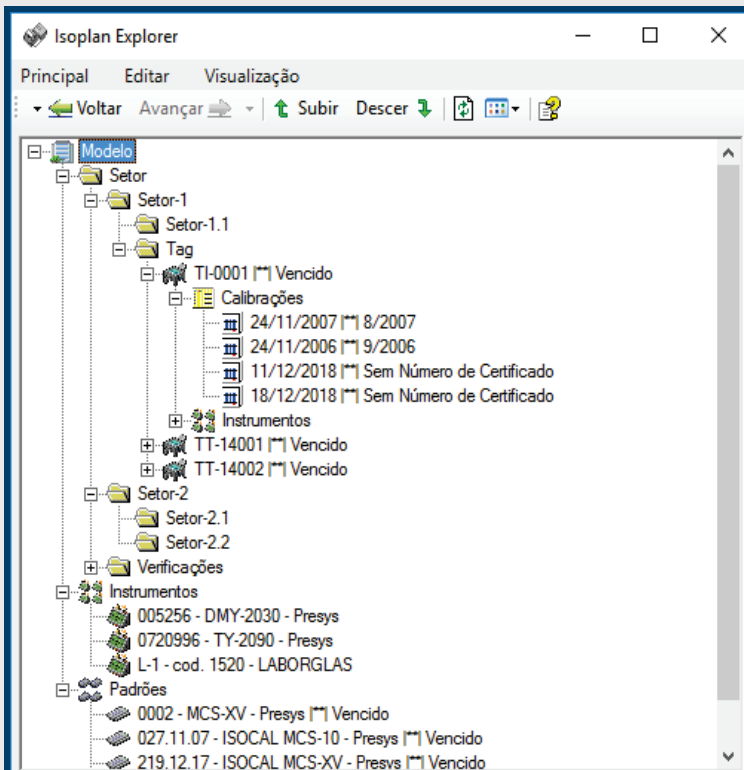 Isoplan Explorer
Principal Editar Visualização
Voltar Avançar Subir Descer
Modelo
Setor
Setor-1
Setor-1.1
Tag
TI-0001 |**| Vencido
Calibrações
24/11/2007 |**| 8/2007
24/11/2006 |**| 9/2006
11/12/2018 |**| Sem Número de Certificado
18/12/2018 |**| Sem Número de Certificado
Instrumentos
TT-14001 |**| Vencido
TT-14002 |**| Vencido
Setor-2
Setor-2.1
Setor-2.2
Verificações
Instrumentos
005256 - DMY-2030 - Presys
0720996 - TY-2090 - Presys
L-1 - cod. 1520 - LABORGLAS
Padrões
0002 - MCS-XV - Presys |**| Vencido
027.11.07 - ISOCAL MCS-10 - Presys |**| Vencido
219.12.17 - ISOCAL MCS-XV - Presys |**| Vencido